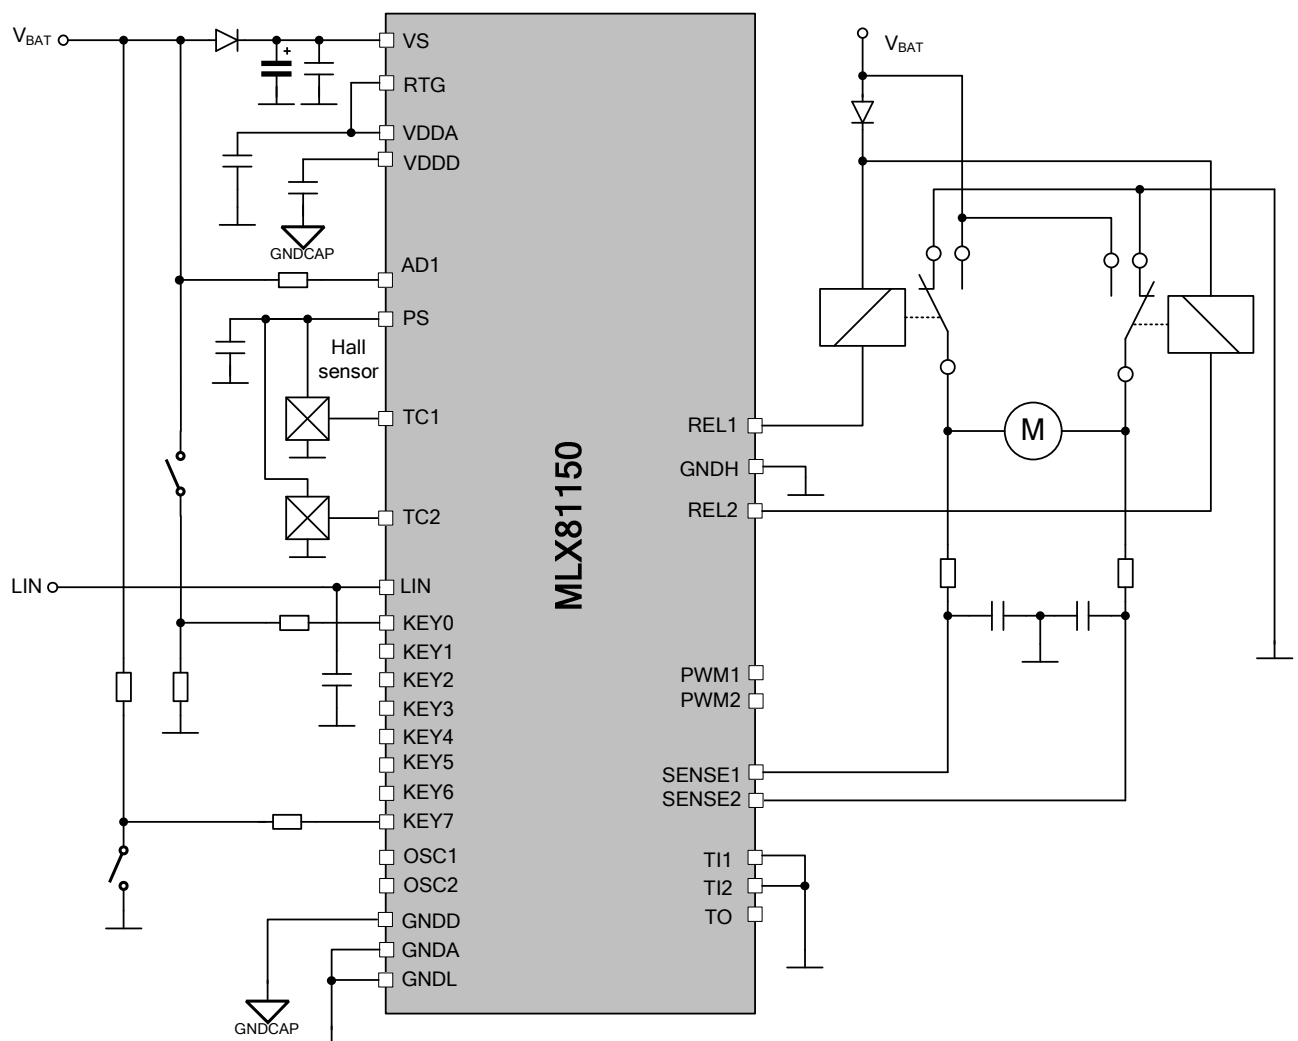 VBAT
VS
+
RTG
VDDA
VDDD
GNDCAP
AD1
PS
Hall
sensor
TC1
TC2
LIN
LIN
KEY0
KEY1
KEY2
KEY3
KEY4
KEY5
KEY6
KEY7
OSC1
OSC2
GNDD
GNDA
GNDL
GNDCAP
MLX81150
REL1
GNDH
REL2
PWM1
PWM2
SENSE1
SENSE2
TI1
TI2
TO
VBAT
M